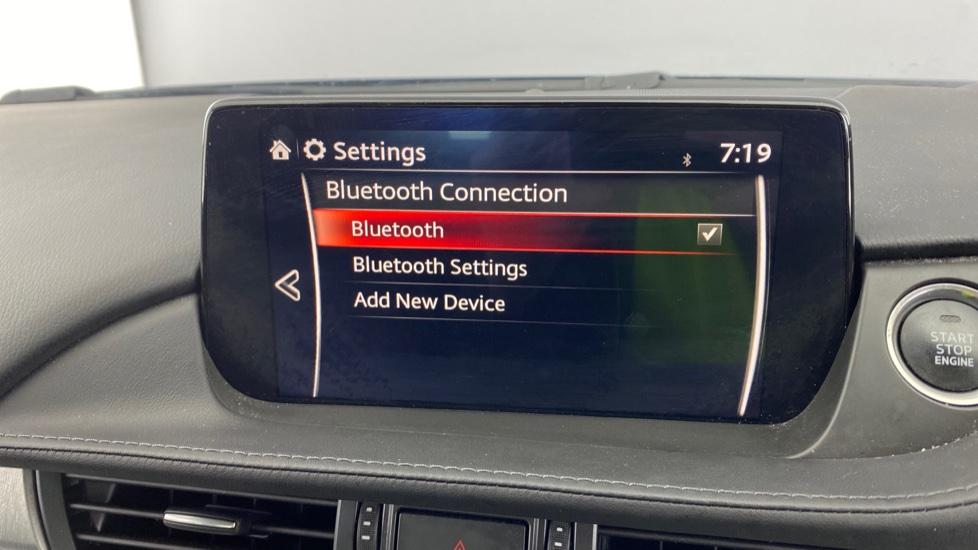 Settings 7:19
Bluetooth Connection
Bluetooth
Bluetooth Settings
Add New Device
START
STOP
ENGINE